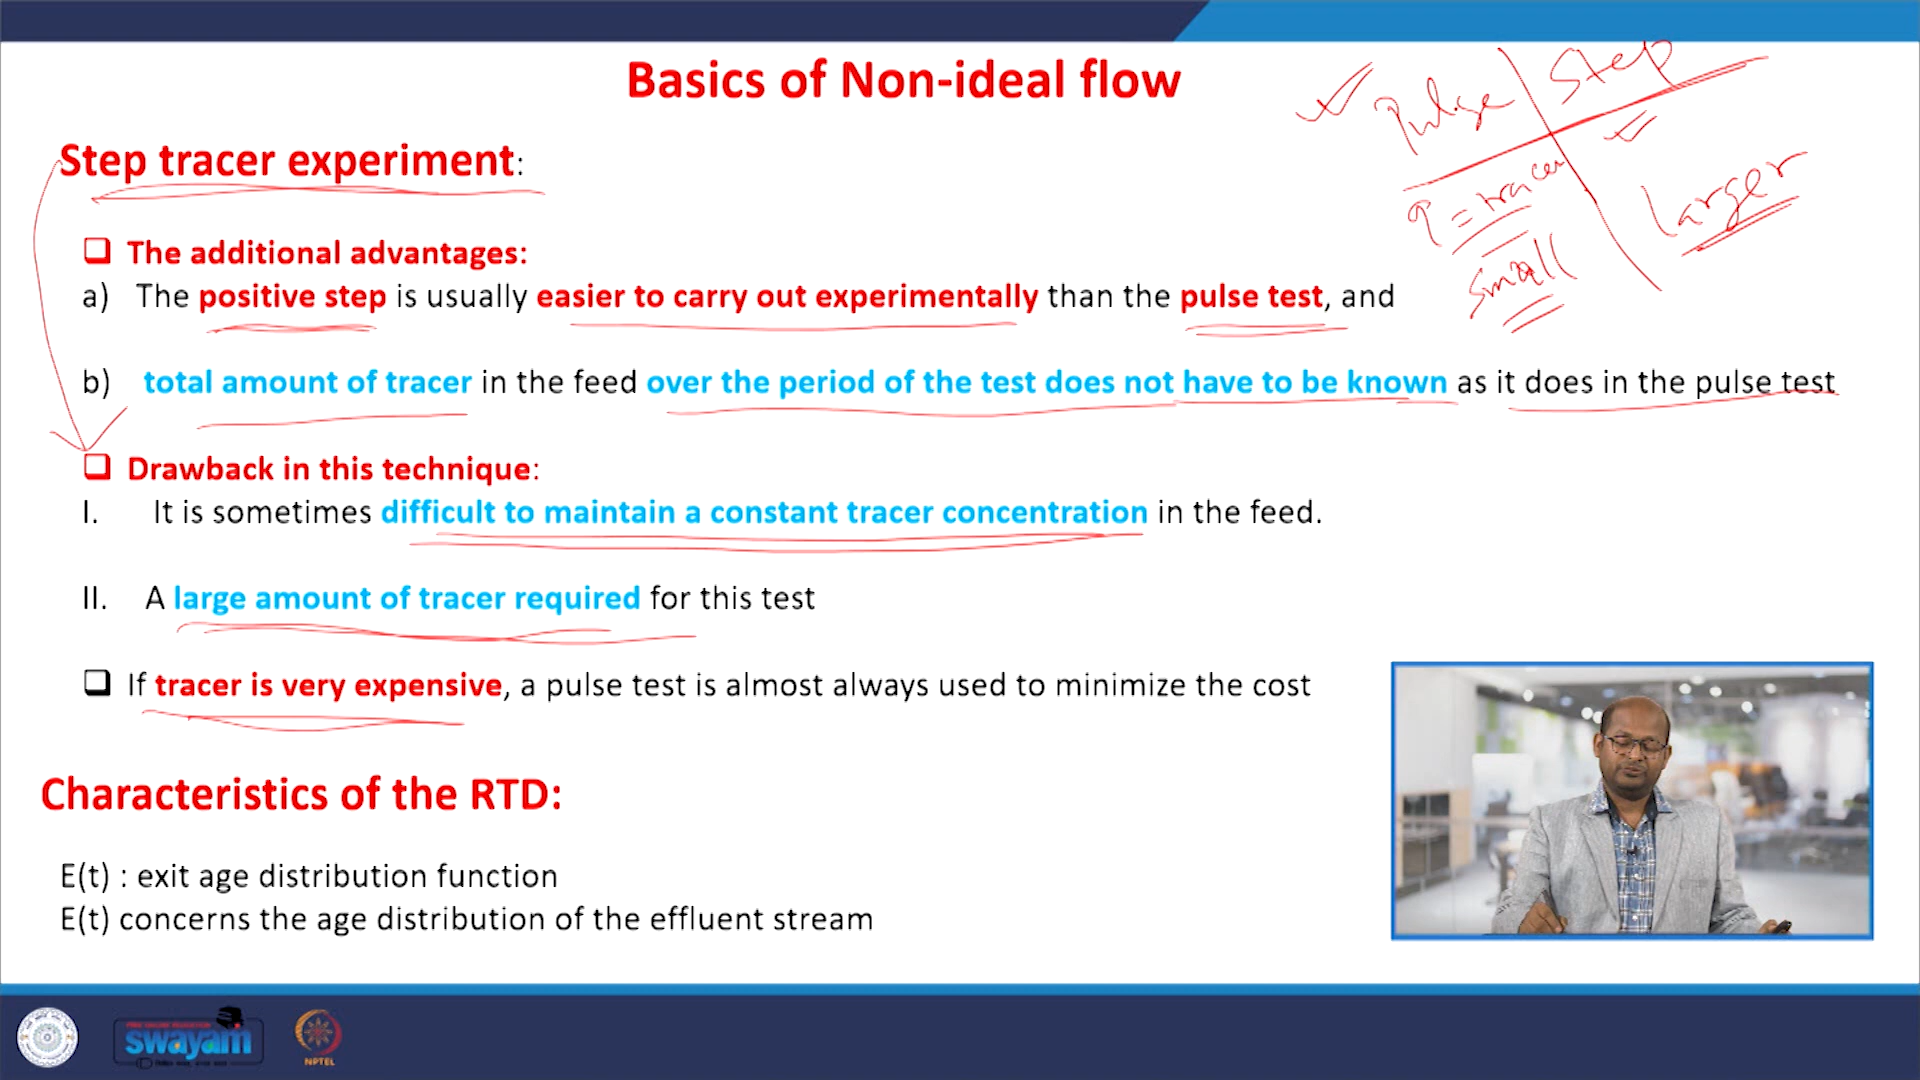 Basics of Non-ideal flow
Pulse Step
Step tracer experiment:
= tracer
small
larger
The additional advantages:
a) The positive step is usually easier to carry out experimentally than the pulse test, and
b) total amount of tracer in the feed over the period of the test does not have to be known as it does in the pulse test
Drawback in this technique:
I. It is sometimes difficult to maintain a constant tracer concentration in the feed.
II. A large amount of tracer required for this test
If tracer is very expensive, a pulse test is almost always used to minimize the cost
Characteristics of the RTD:
E(t) : exit age distribution function
E(t) concerns the age distribution of the effluent stream
swayam
NPTEL